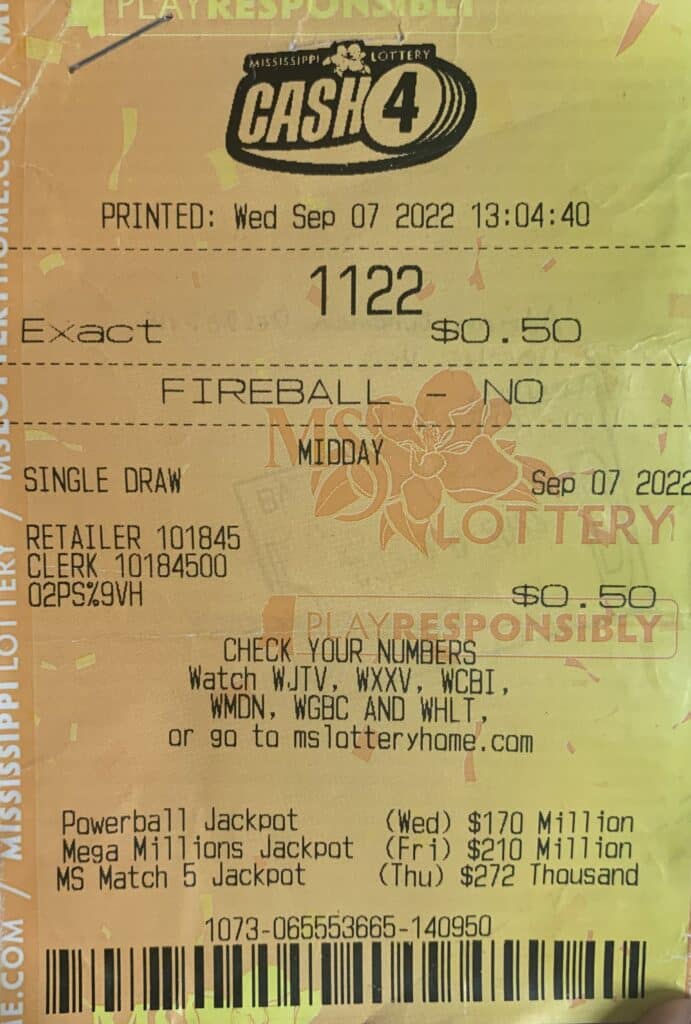 PLAYRESPONSIBLY
MISSISSIPPI LOTTERY
CASH 4
PRINTED: Wed Sep 07 2022 13:04:40
1122
Exact $0.50
FIREBALL - NO
MIDDAY
SINGLE DRAW Sep 07 2022
MS LOTTERY
RETAILER 101845
CLERK 10184500
02PS%9VH $0.50
PLAYRESPONSIBLY
CHECK YOUR NUMBERS
Watch WJTV, WXXV, WCBI,
WMDN, WGBC AND WHLT,
or go to mslotteryhome.com
Powerball Jackpot (Wed) $170 Million
Mega Millions Jackpot (Fri) $210 Million
MS Match 5 Jackpot (Thu) $272 Thousand
1073-065553665-140950
E.COM / MISSISSIPPI LOTTERY / MSLOTTERYHOME.COM / MI